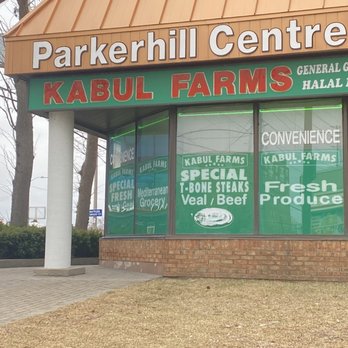 Parkerhill Centre
KABUL FARMS
GENERAL G
HALAL
KABUL FARMS
SPECIAL
FRESH
KABUL FARMS
Mediterranean
Grocery
KABUL FARMS
SPECIAL
T-BONE STEAKS
Veal / Beef
CONVENIENCE
KABUL FARMS
Fresh
Produce